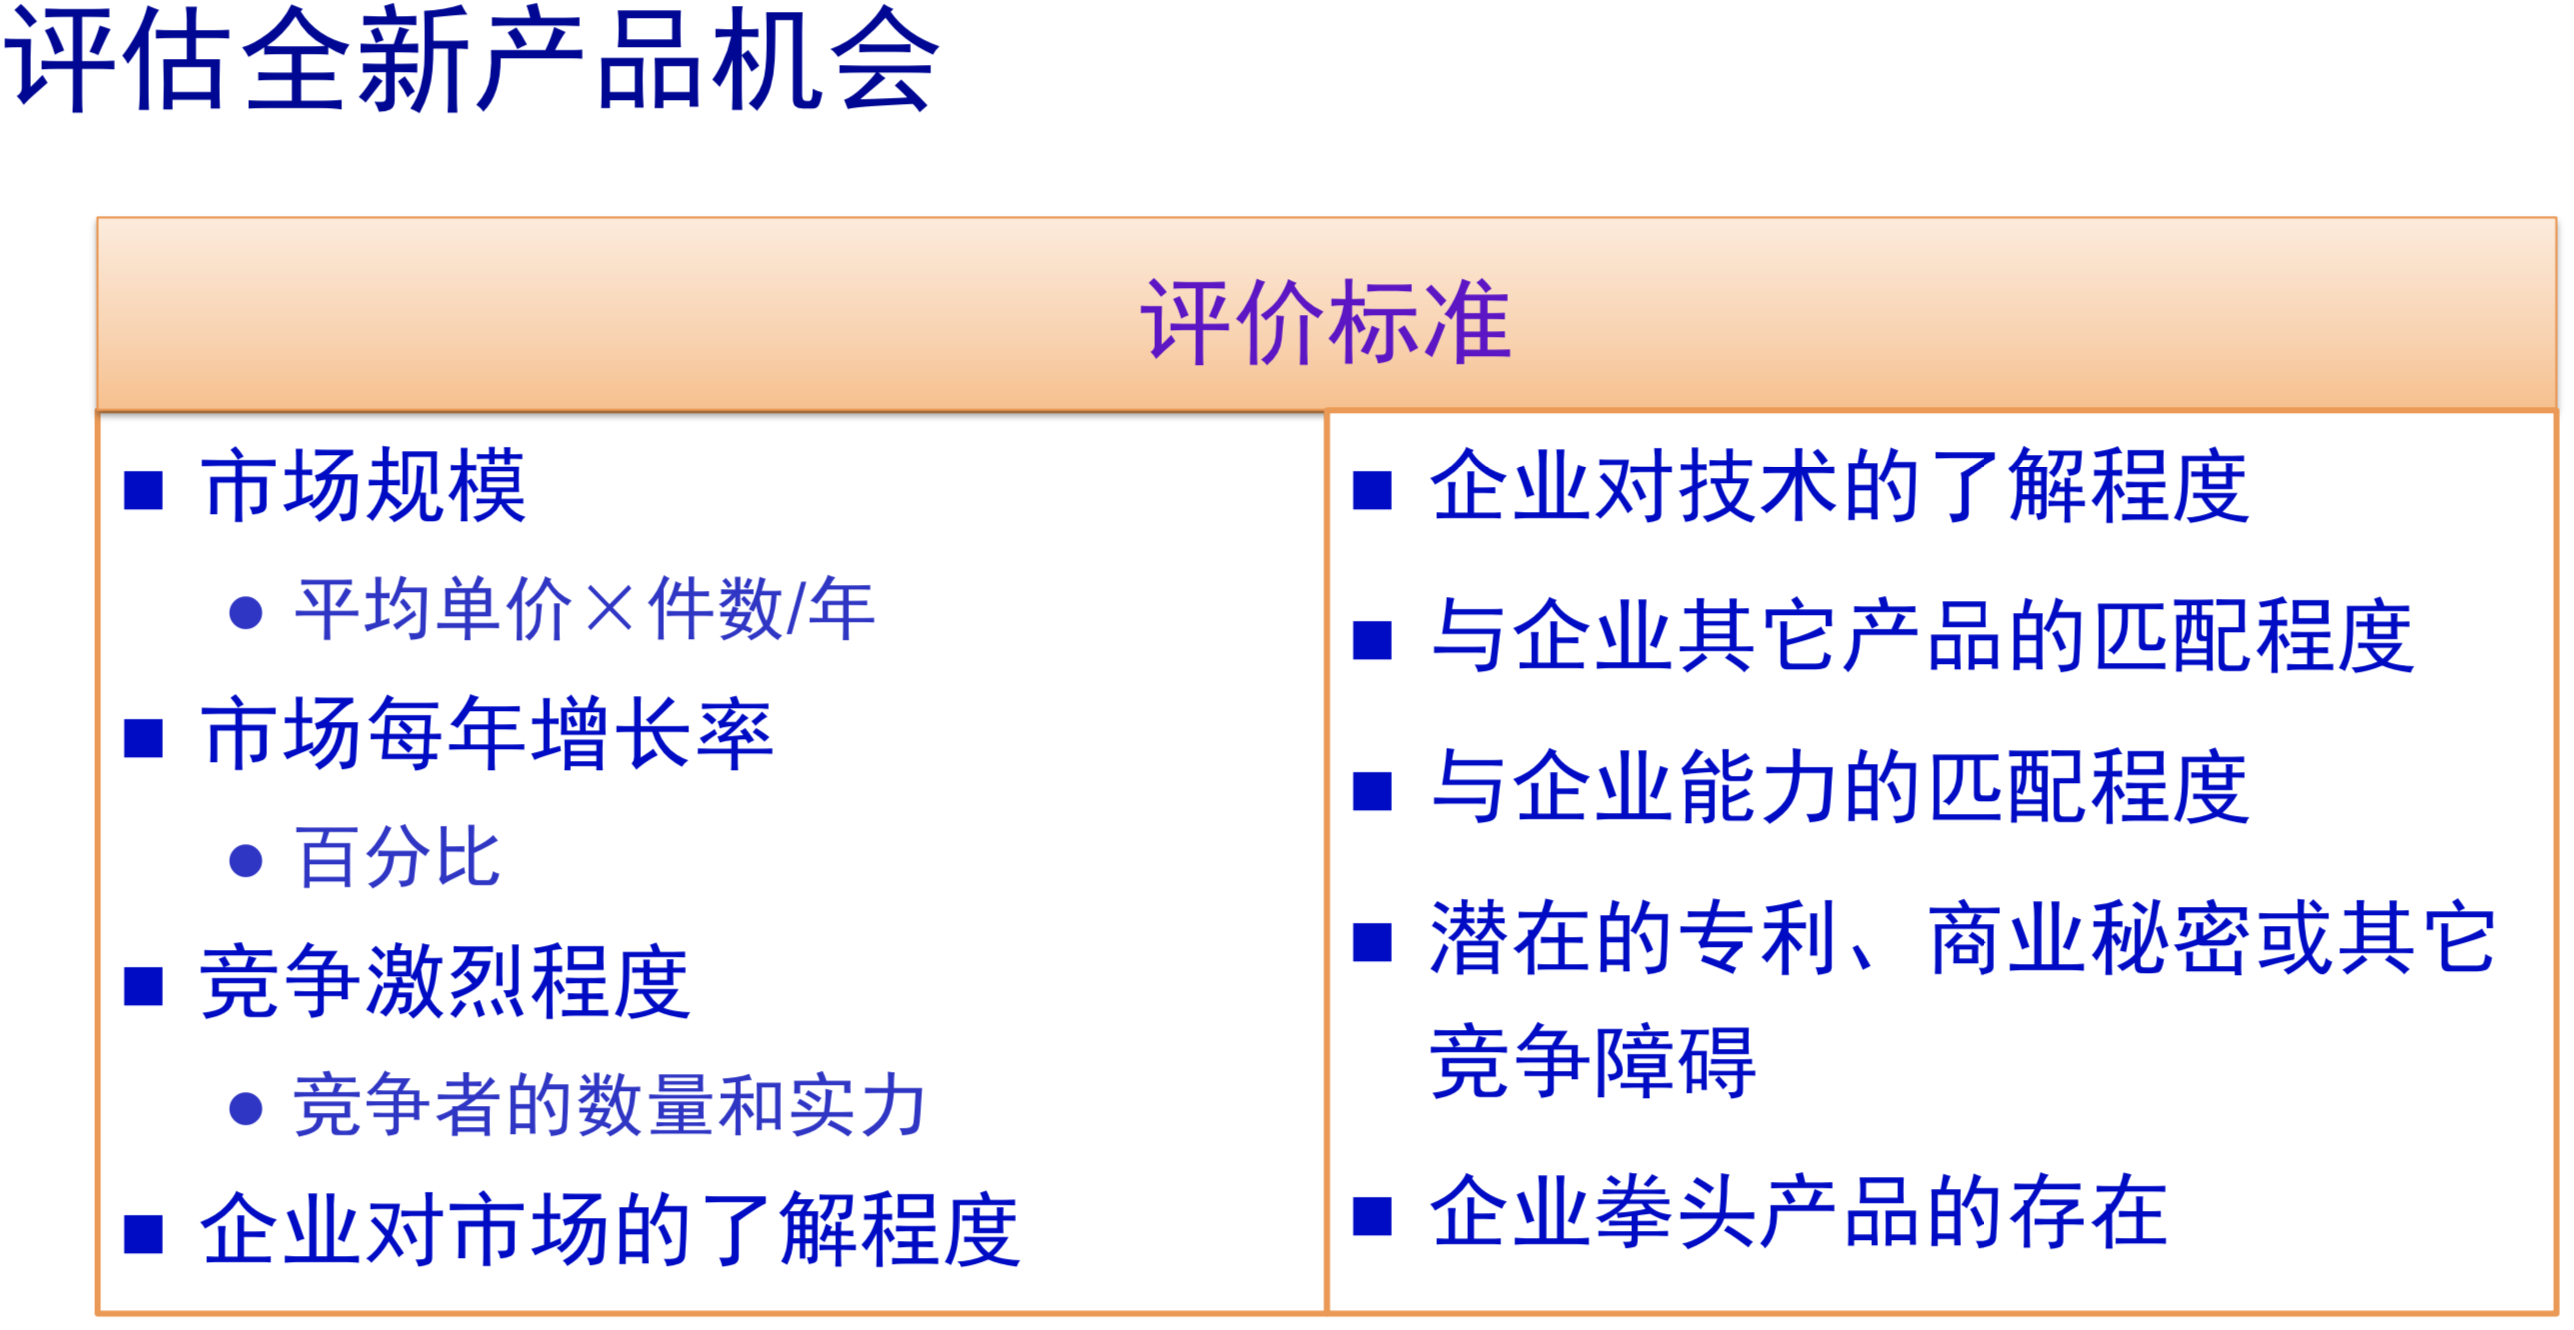 评估全新产品机会
评价标准
■ 市场规模
● 平均单价×件数/年
■ 市场每年增长率
● 百分比
■ 竞争激烈程度
● 竞争者的数量和实力
■ 企业对市场的了解程度
■ 企业对技术的了解程度
■ 与企业其它产品的匹配程度
■ 与企业能力的匹配程度
■ 潜在的专利、商业秘密或其它
竞争障碍
■ 企业拳头产品的存在